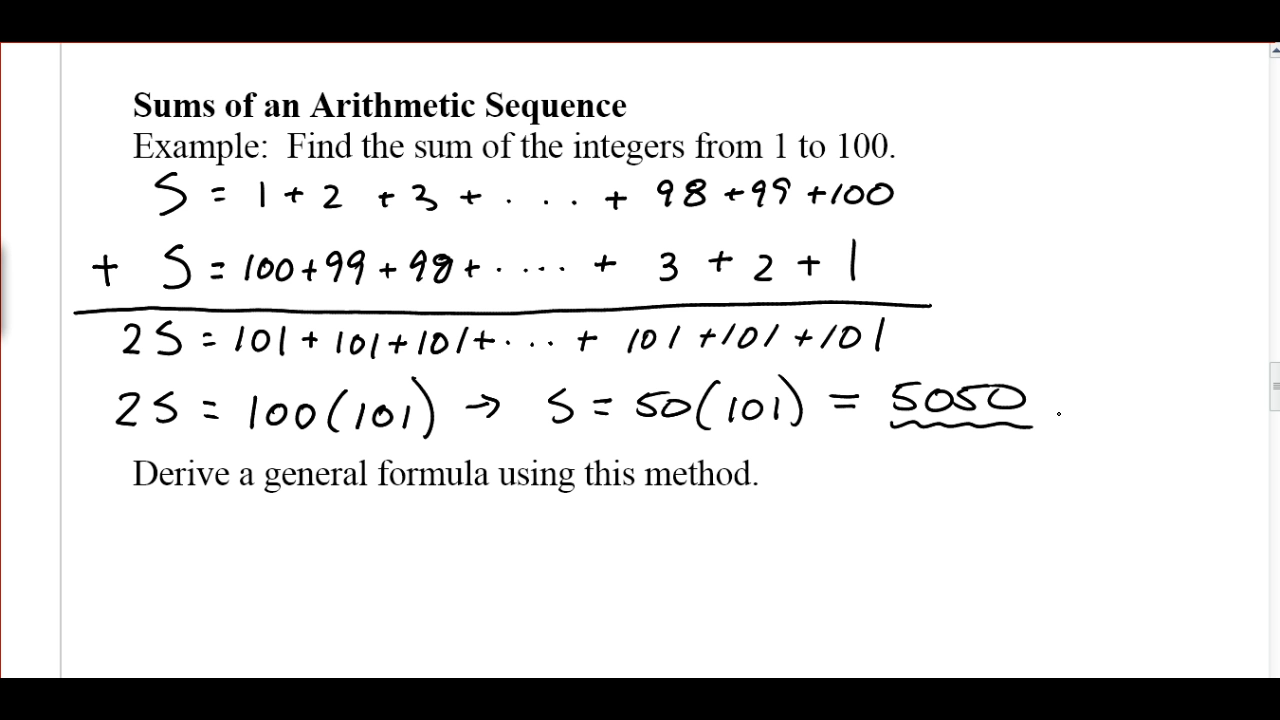 Sums of an Arithmetic Sequence
Example: Find the sum of the integers from 1 to 100.
S = 1 + 2 + 3 + · · · · + 98 + 99 + 100
+ S = 100 + 99 + 98 + · · · · + 3 + 2 + 1
2S = 101 + 101 + 101 + · · · + 101 + 101 + 101
2S = 100(101) → S = 50(101) = 5050.
Derive a general formula using this method.